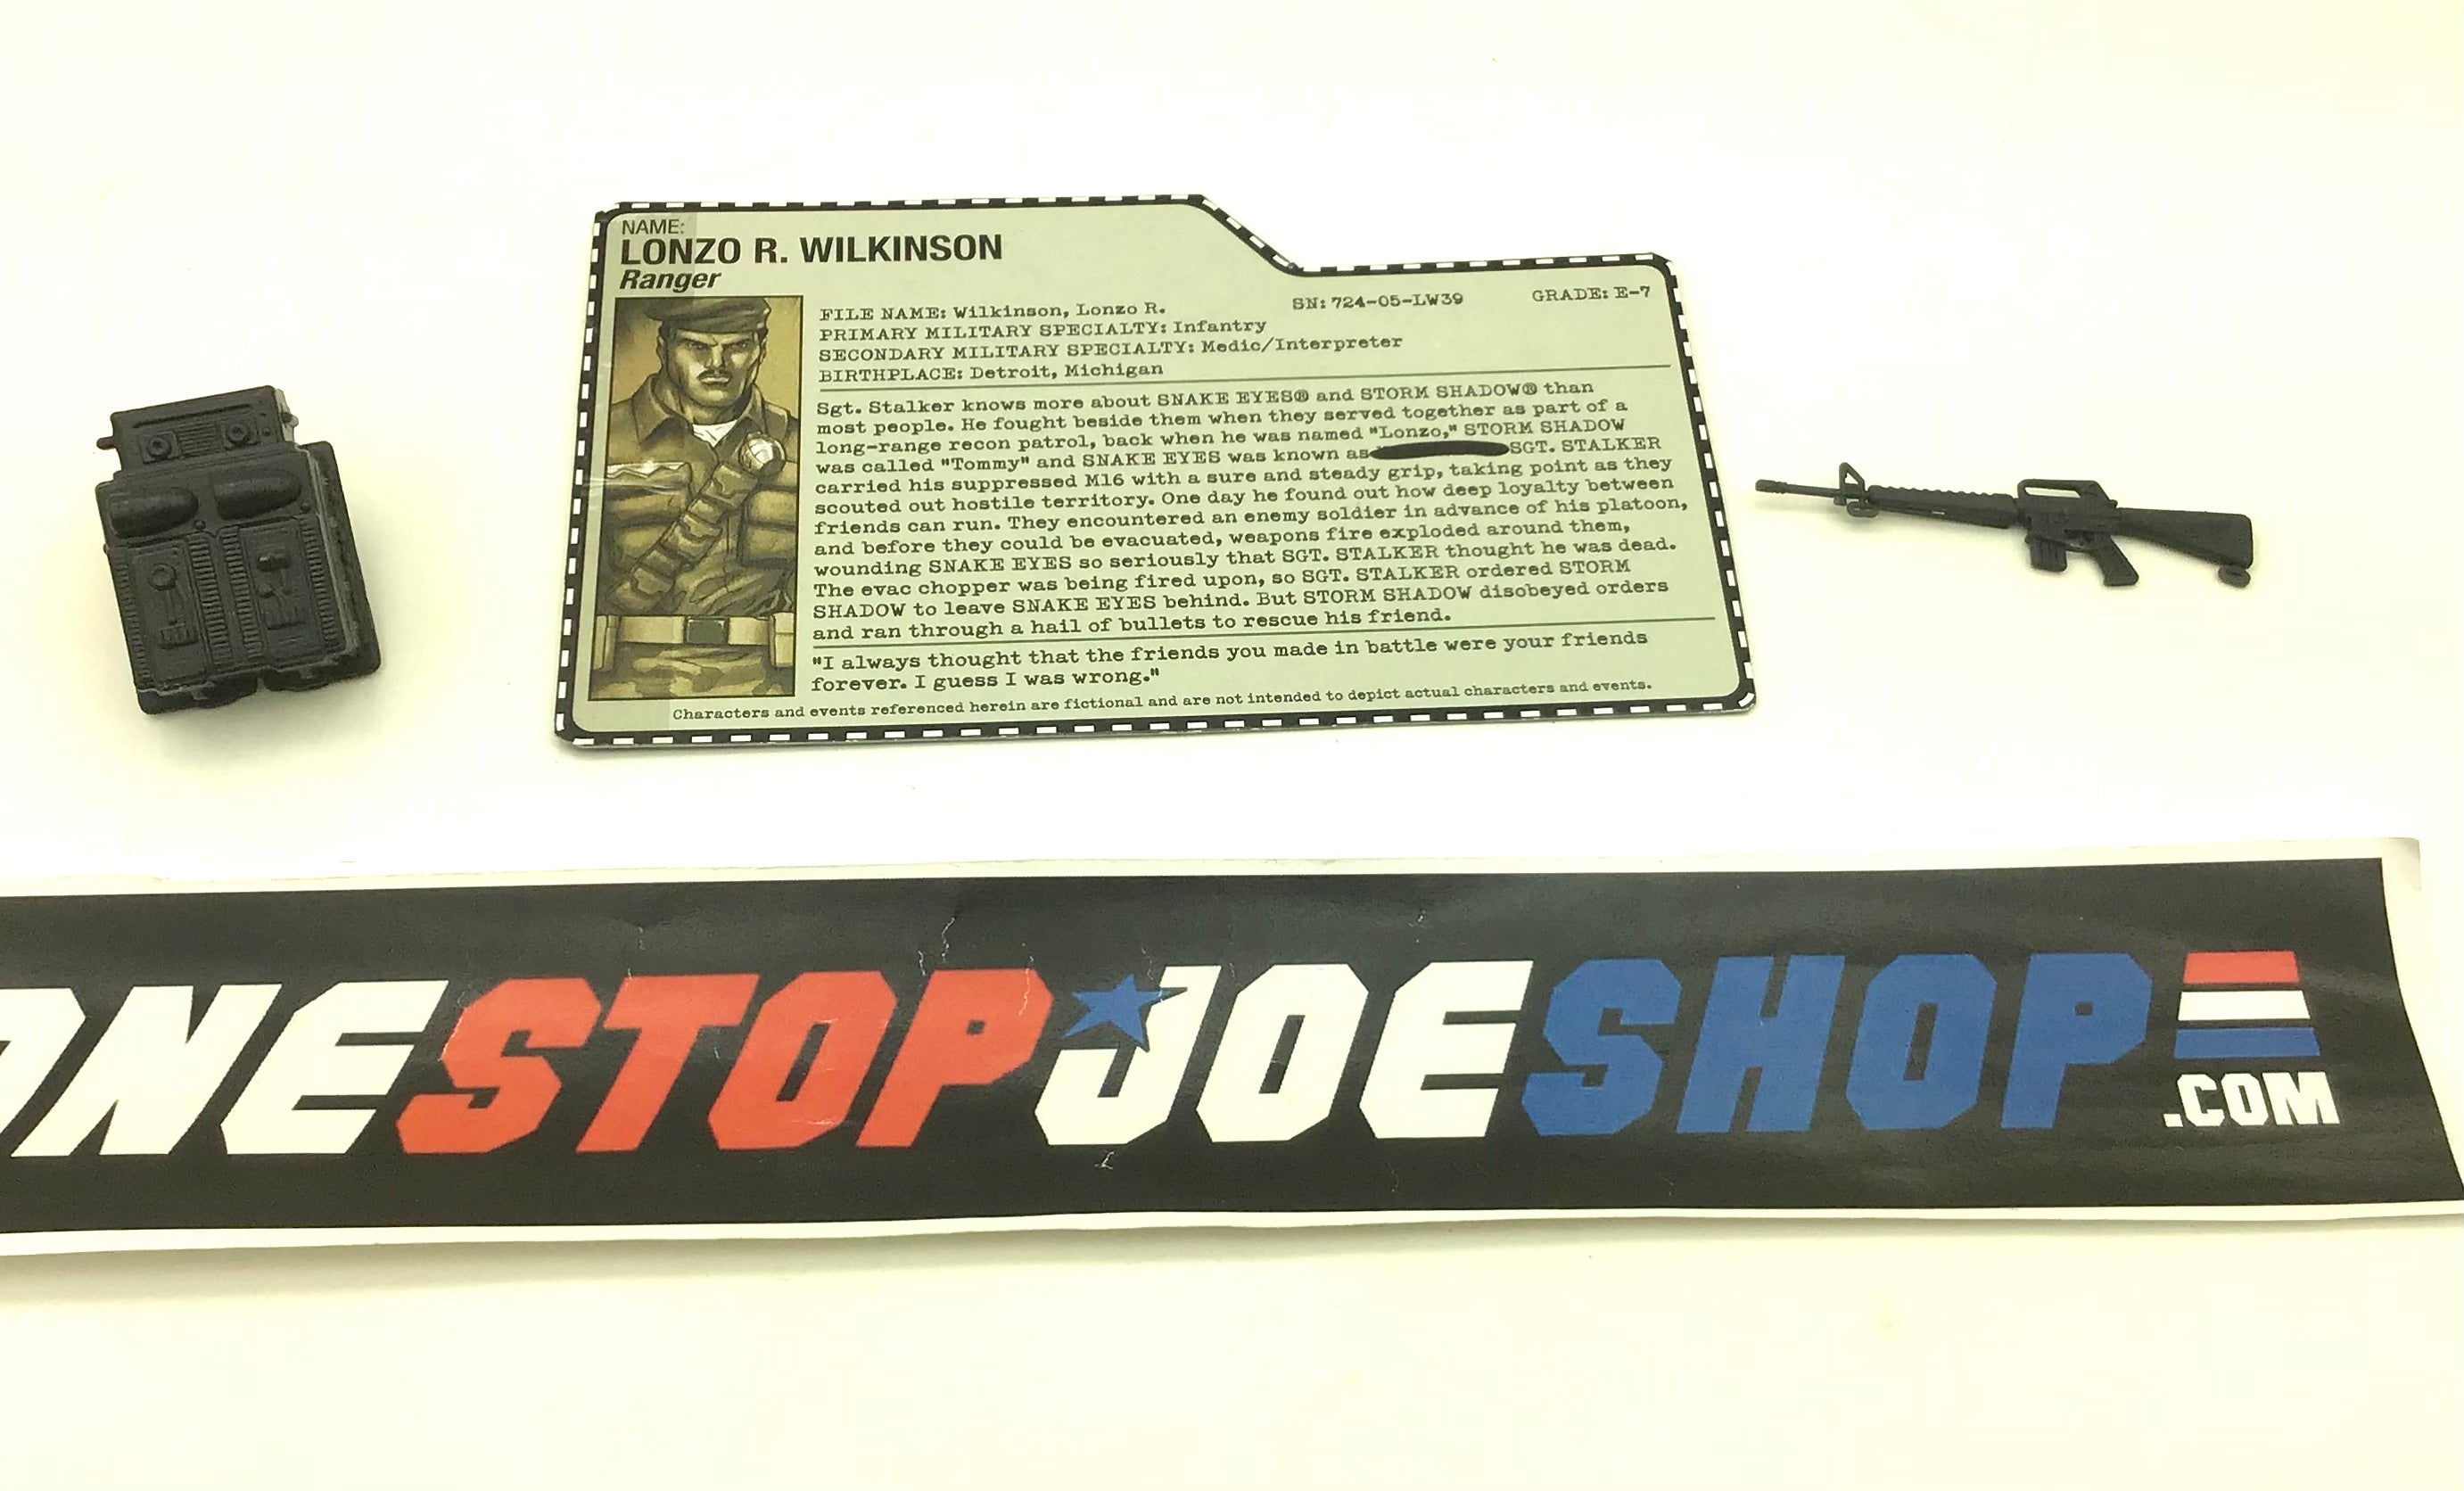 NAME:
LONZO R. WILKINSON
Ranger
FILE NAME: Wilkinson, Lonzo R. SN: 724-05-LW39 GRADE: E-7
PRIMARY MILITARY SPECIALTY: Infantry
SECONDARY MILITARY SPECIALTY: Medic/Interpreter
BIRTHPLACE: Detroit, Michigan
Sgt. Stalker knows more about SNAKE EYES® and STORM SHADOW® than
most people. He fought beside them when they served together as part of a
long-range recon patrol, back when he was named "Lonzo," STORM SHADOW
was called "Tommy" and SNAKE EYES was known as SGT. STALKER
carried his suppressed M16 with a sure and steady grip, taking point as they
scouted out hostile territory. One day he found out how deep loyalty between
friends can run. They encountered an enemy soldier in advance of his platoon,
and before they could be evacuated, weapons fire exploded around them,
wounding SNAKE EYES so seriously that SGT. STALKER thought he was dead.
The evac chopper was being fired upon, so SGT. STALKER ordered STORM
SHADOW to leave SNAKE EYES behind. But STORM SHADOW disobeyed orders
and ran through a hail of bullets to rescue his friend.
"I always thought that the friends you made in battle were your friends
forever. I guess I was wrong."
Characters and events referenced herein are fictional and are not intended to depict actual characters and events.
ONESTOPJOESHOP
.COM